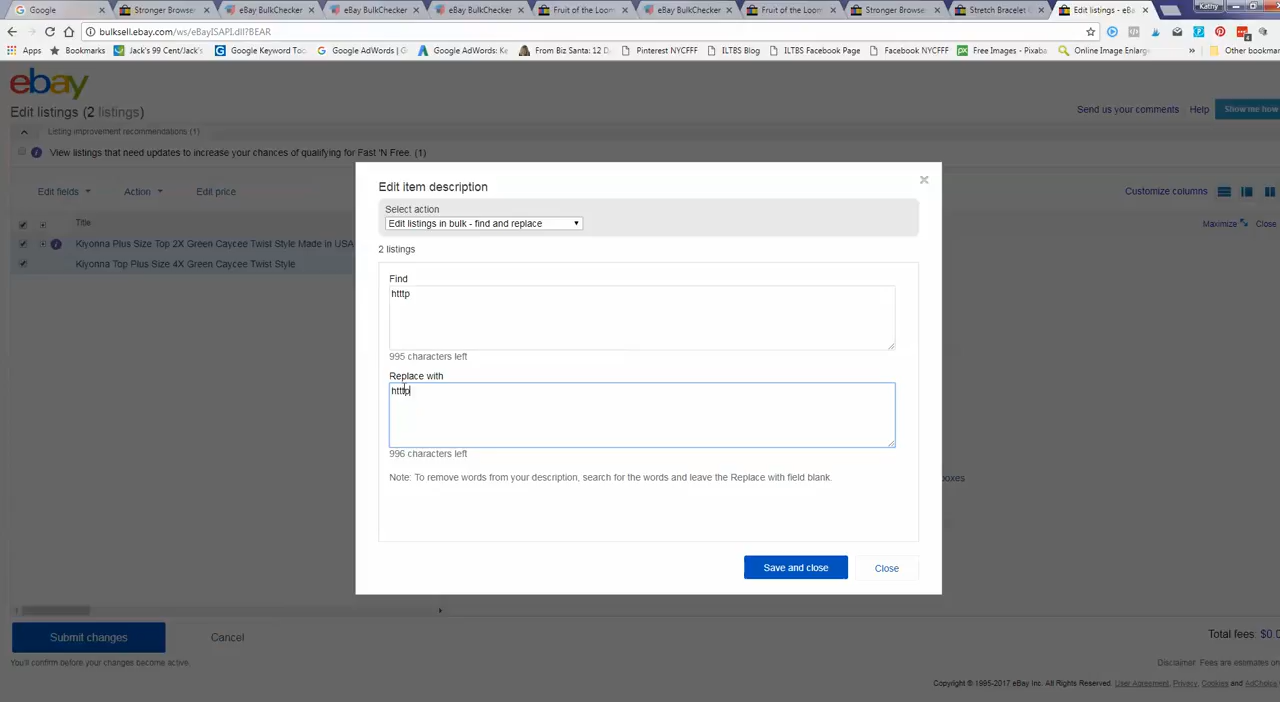 Google
Stronger Browse
eBay BulkChecker
eBay BulkChecker
eBay BulkChecker
Fruit of the Loom
eBay BulkChecker
Fruit of the Loom
Stronger Browse
Stretch Bracelet C
Edit listings - eBa
Kathy
bulksell.ebay.com/ws/eBayISAPI.dll?BEAR
Apps
Bookmarks
Jack's 99 Cent/Jack's
Google Keyword Too
Google AdWords | G
Google AdWords: Ke
From Biz Santa: 12 D
Pinterest NYCFFF
ILTBS Blog
ILTBS Facebook Page
Facebook NYCFFF
Free Images - Pixaba
Online Image Enlarg
»
Other bookmar
ebay
Edit listings (2 listings)
Send us your comments
Help
Show me how
Listing improvement recommendations (1)
View listings that need updates to increase your chances of qualifying for Fast 'N Free. (1)
Edit fields
Action
Edit price
Customize columns
Title
Maximize
Close
Kiyonna Plus Size Top 2X Green Caycee Twist Style Made in USA
Kiyonna Top Plus Size 4X Green Caycee Twist Style
Edit item description
Select action
Edit listings in bulk - find and replace
2 listings
Find
htttp
995 characters left
Replace with
htttp
996 characters left
Note: To remove words from your description, search for the words and leave the Replace with field blank.
boxes
Save and close
Close
Submit changes
Cancel
You'll confirm before your changes become active.
Total fees: $0.0
Disclaimer: Fees are estimates on
Copyright © 1995-2017 eBay Inc. All Rights Reserved. User Agreement, Privacy, Cookies and AdChoice